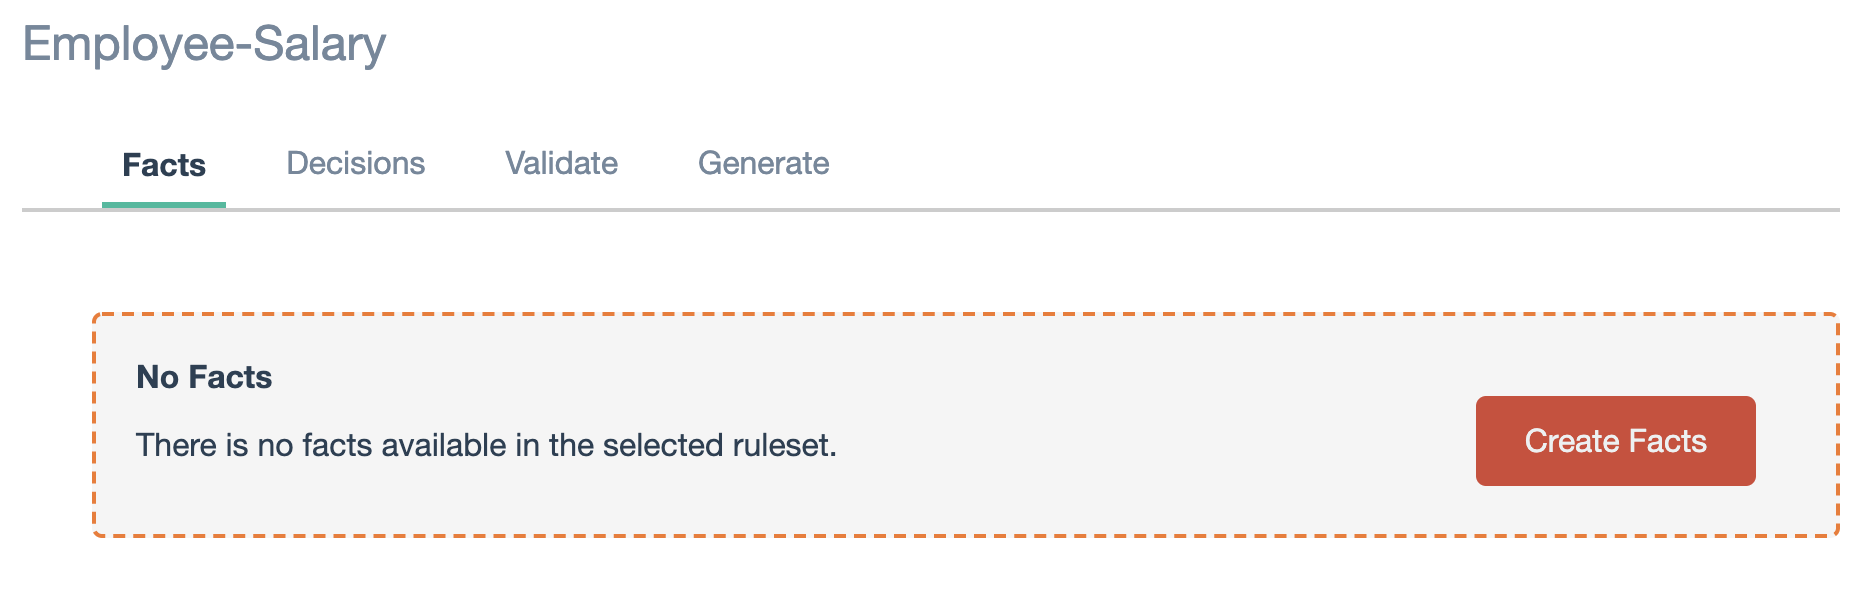 Employee-Salary
Facts Decisions Validate Generate
No Facts
There is no facts available in the selected ruleset.
Create Facts